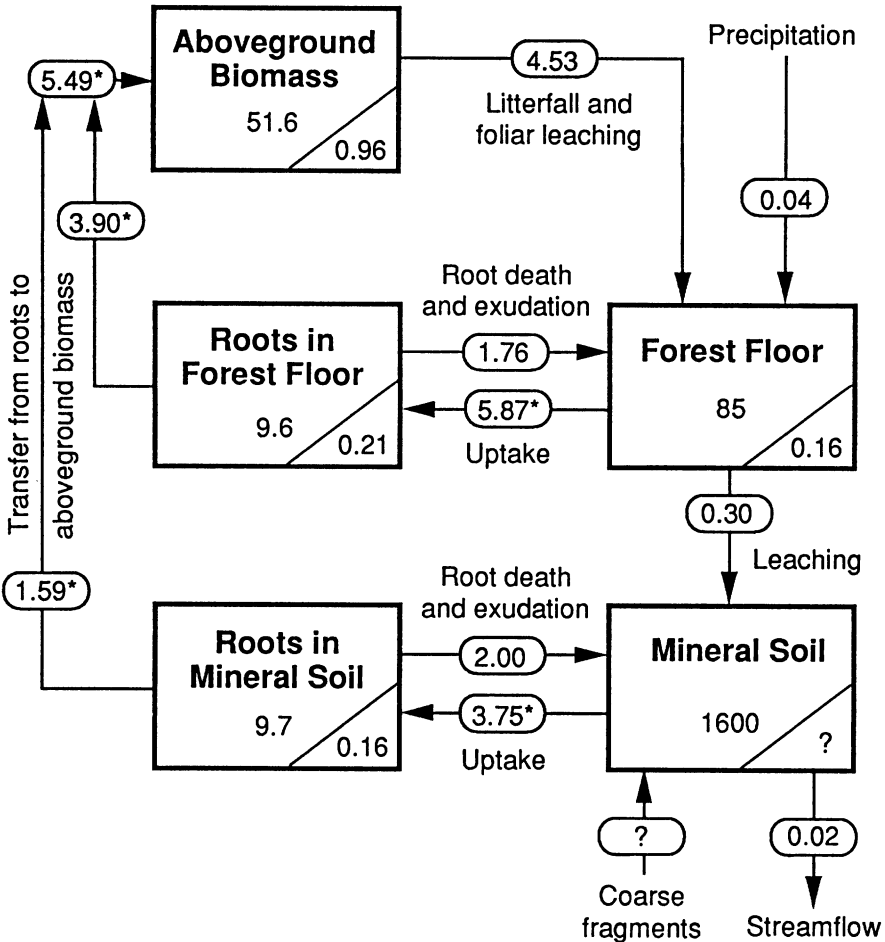 Aboveground
Biomass
51.6
0.96
5.49*
4.53
Litterfall and
foliar leaching
Precipitation
0.04
3.90*
Transfer from roots to
aboveground biomass
Roots in
Forest Floor
9.6
0.21
Root death
and exudation
1.76
5.87*
Uptake
Forest Floor
85
0.16
0.30
Leaching
1.59*
Roots in
Mineral Soil
9.7
0.16
Root death
and exudation
2.00
3.75*
Uptake
Mineral Soil
1600
?
?
Coarse
fragments
0.02
Streamflow